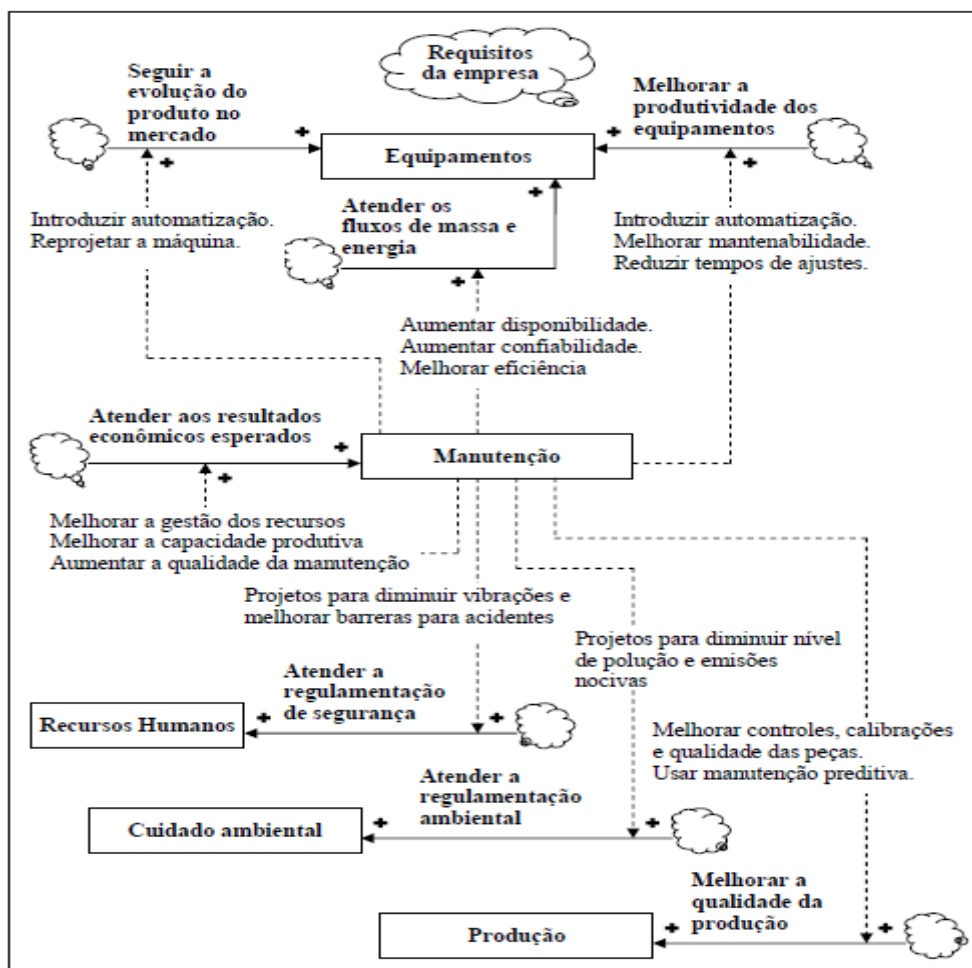 Requisitos
da empresa
Seguir a
evolução do
produto no
mercado
Melhorar a
produtividade dos
equipamentos
+
+
+
+
Equipamentos
+
Introduzir automatização.
Reprojetar a máquina.
Atender os
fluxos de massa e
energia
+
Introduzir automatização.
Melhorar mantenabilidade.
Reduzir tempos de ajustes.
Aumentar disponibilidade.
Aumentar confiabilidade.
Melhorar eficiência
Atender aos resultados
econômicos esperados
+
+
Manutenção
Melhorar a gestão dos recursos
Melhorar a capacidade produtiva
Aumentar a qualidade da manutenção
Projetos para diminuir vibrações e
melhorar barreras para acidentes
Projetos para diminuir nível
de polução e emisões
nocivas
Atender a
regulamentação
de segurança
+
+
Recursos Humanos
Melhorar controles, calibrações
e qualidade das peças.
Usar manutenção preditiva.
Atender a
regulamentação
ambiental
+
+
Cuidado ambiental
Melhorar a
qualidade da
produção
+
+
Produção